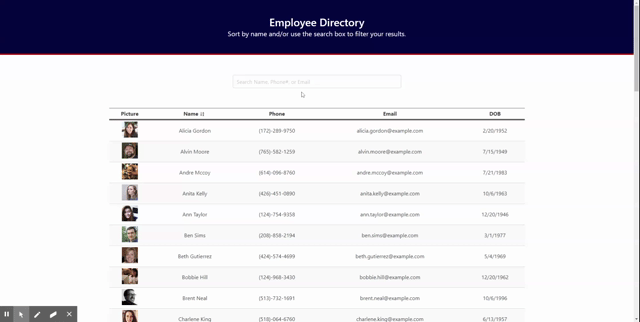 Employee Directory
Sort by name and/or use the search box to filter your results.
Search Name, Phone#, or Email
Picture Name Phone Email DOB
Alicia Gordon (172)-289-9750 alicia.gordon@example.com 2/20/1952
Alvin Moore (765)-582-1259 alvin.moore@example.com 7/15/1949
Andre Mccoy (614)-096-8760 andre.mccoy@example.com 7/21/1983
Anita Kelly (426)-451-0890 anita.kelly@example.com 10/6/1963
Ann Taylor (124)-754-9358 ann.taylor@example.com 12/20/1946
Ben Sims (208)-858-2194 ben.sims@example.com 3/1/1977
Beth Gutierrez (424)-574-4699 beth.gutierrez@example.com 5/4/1969
Bobbie Hill (124)-968-3430 bobbie.hill@example.com 12/20/1962
Brent Neal (513)-732-1691 brent.neal@example.com 10/6/1996
Charlene King (518)-064-6760 charlene.king@example.com 6/13/1957